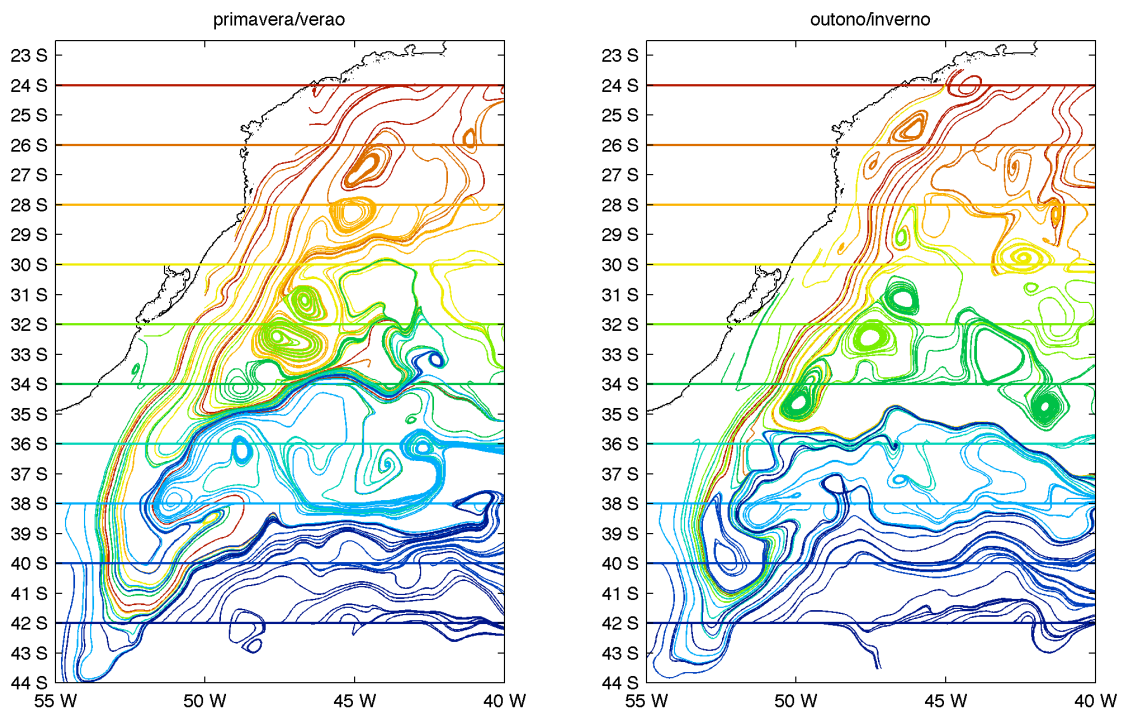 primavera/verao
outono/inverno
23 S
24 S
25 S
26 S
27 S
28 S
29 S
30 S
31 S
32 S
33 S
34 S
35 S
36 S
37 S
38 S
39 S
40 S
41 S
42 S
43 S
44 S
55 W
50 W
45 W
40 W
23 S
24 S
25 S
26 S
27 S
28 S
29 S
30 S
31 S
32 S
33 S
34 S
35 S
36 S
37 S
38 S
39 S
40 S
41 S
42 S
43 S
44 S
55 W
50 W
45 W
40 W